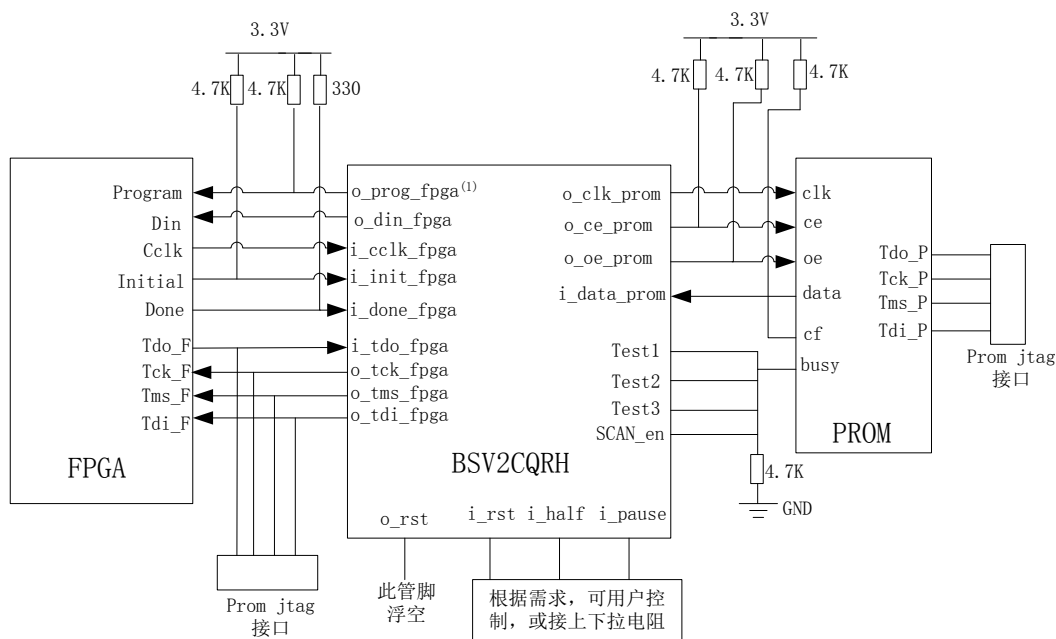 3.3V
4.7K
4.7K
330
3.3V
4.7K
4.7K
4.7K
Program
Din
Cclk
Initial
Done
Tdo_F
Tck_F
Tms_F
Tdi_F
FPGA
o_prog_fpga(1)
o_din_fpga
i_cclk_fpga
i_init_fpga
i_done_fpga
i_tdo_fpga
o_tck_fpga
o_tms_fpga
o_tdi_fpga
o_clk_prom
o_ce_prom
o_oe_prom
i_data_prom
Test1
Test2
Test3
SCAN_en
BSV2CQRH
o_rst
i_rst
i_half
i_pause
clk
ce
oe
data
cf
busy
PROM
Tdo_P
Tck_P
Tms_P
Tdi_P
Prom jtag
接口
4.7K
GND
Prom jtag
接口
此管脚
浮空
根据需求，可用户控
制，或接上下拉电阻